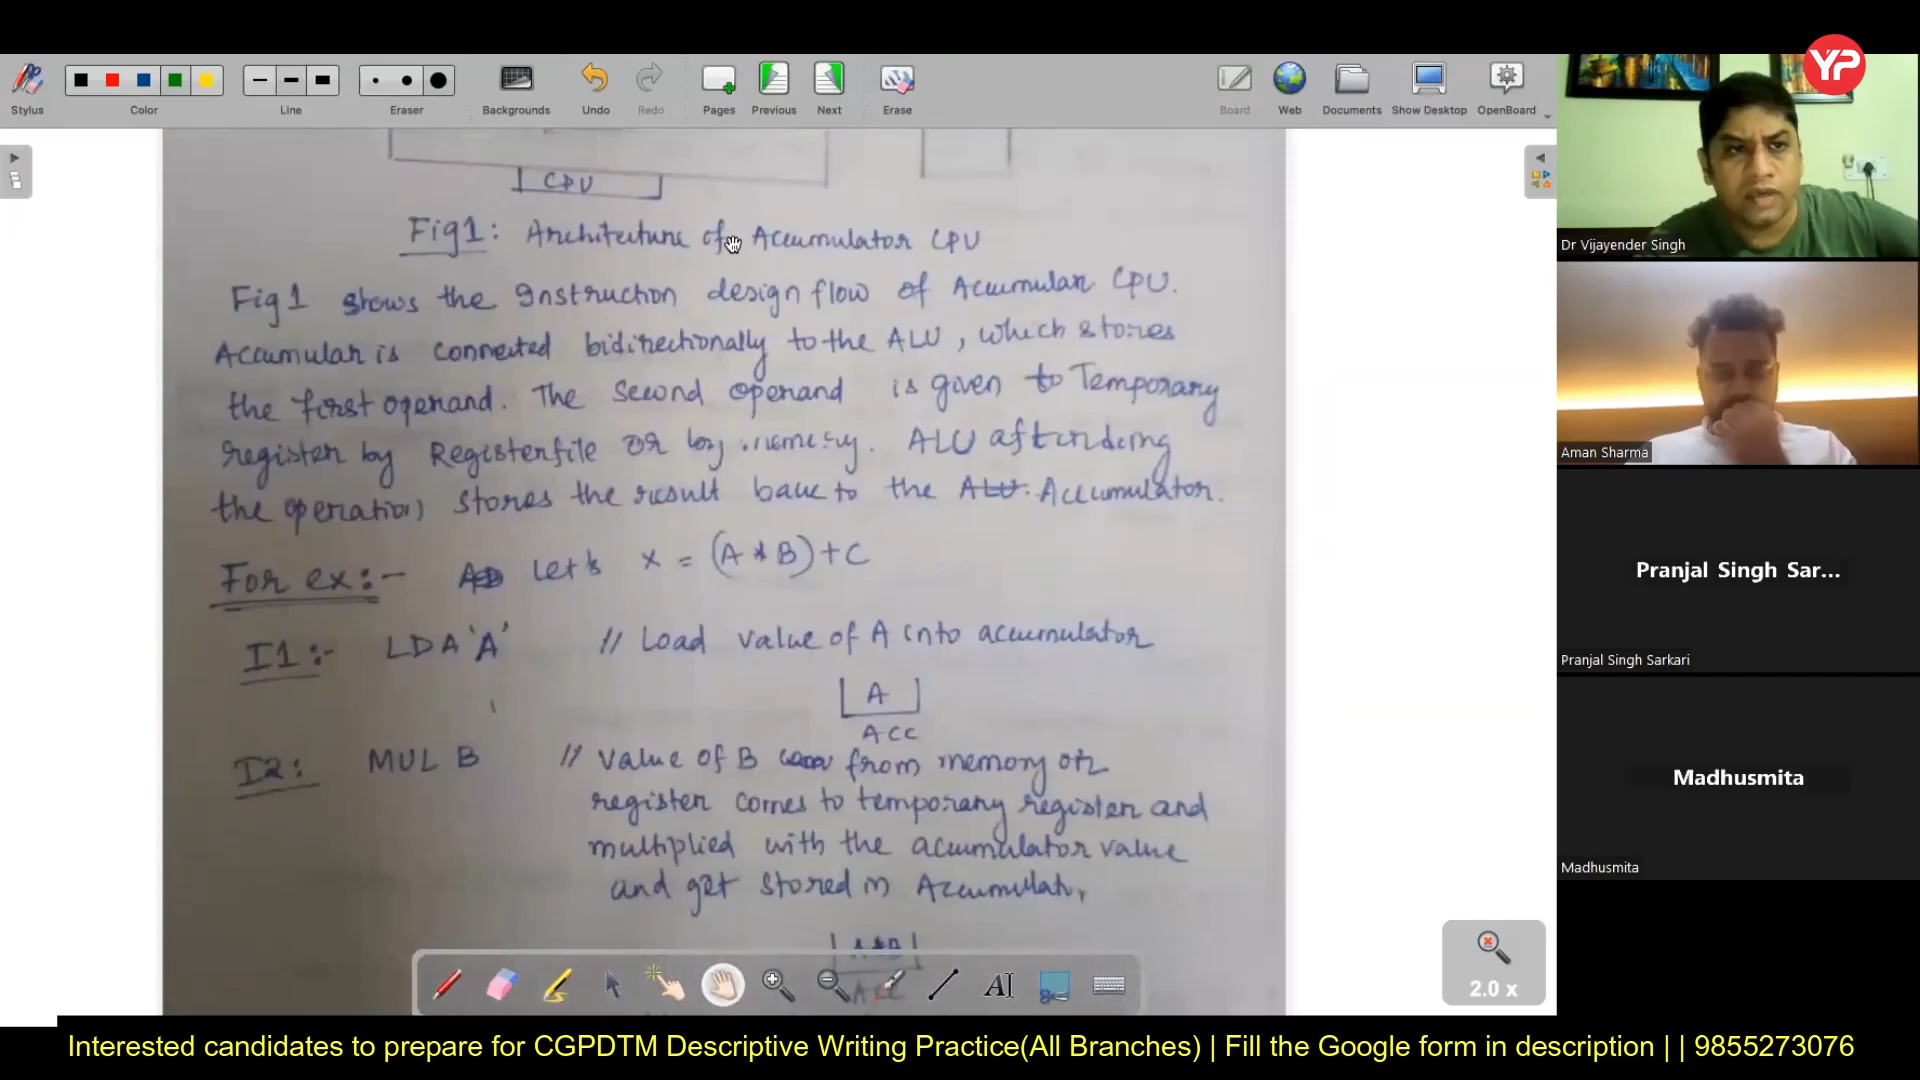 YP
Stylus
Color
Line
Eraser
Backgrounds
Undo
Redo
Pages
Previous
Next
Erase
Board
Web
Documents
Show Desktop
OpenBoard
CPU
Fig1: Architecture of Accumulator CPU
Fig 1 shows the Instruction design flow of Accumular CPU.
Accumular is connected bidirectionally to the ALU, which stores
the first operand. The Second operand is given to Temporary
register by Registerfile or by memory. ALU after doing
the operation, stores the result back to the ALU. Accumulator.
For ex:- Let's X = (A * B) + C
I1:- LDA 'A' // Load value of A into accumulator
A
ACC
I2: MUL B // value of B from memory or
register comes to temporary register and
multiplied with the accumulator value
and get stored in Accumulator,
A*B
ACC
2.0 x
Dr Vijayender Singh
Aman Sharma
Pranjal Singh Sar...
Pranjal Singh Sarkari
Madhusmita
Madhusmita
Interested candidates to prepare for CGPDTM Descriptive Writing Practice(All Branches) | Fill the Google form in description | | 9855273076